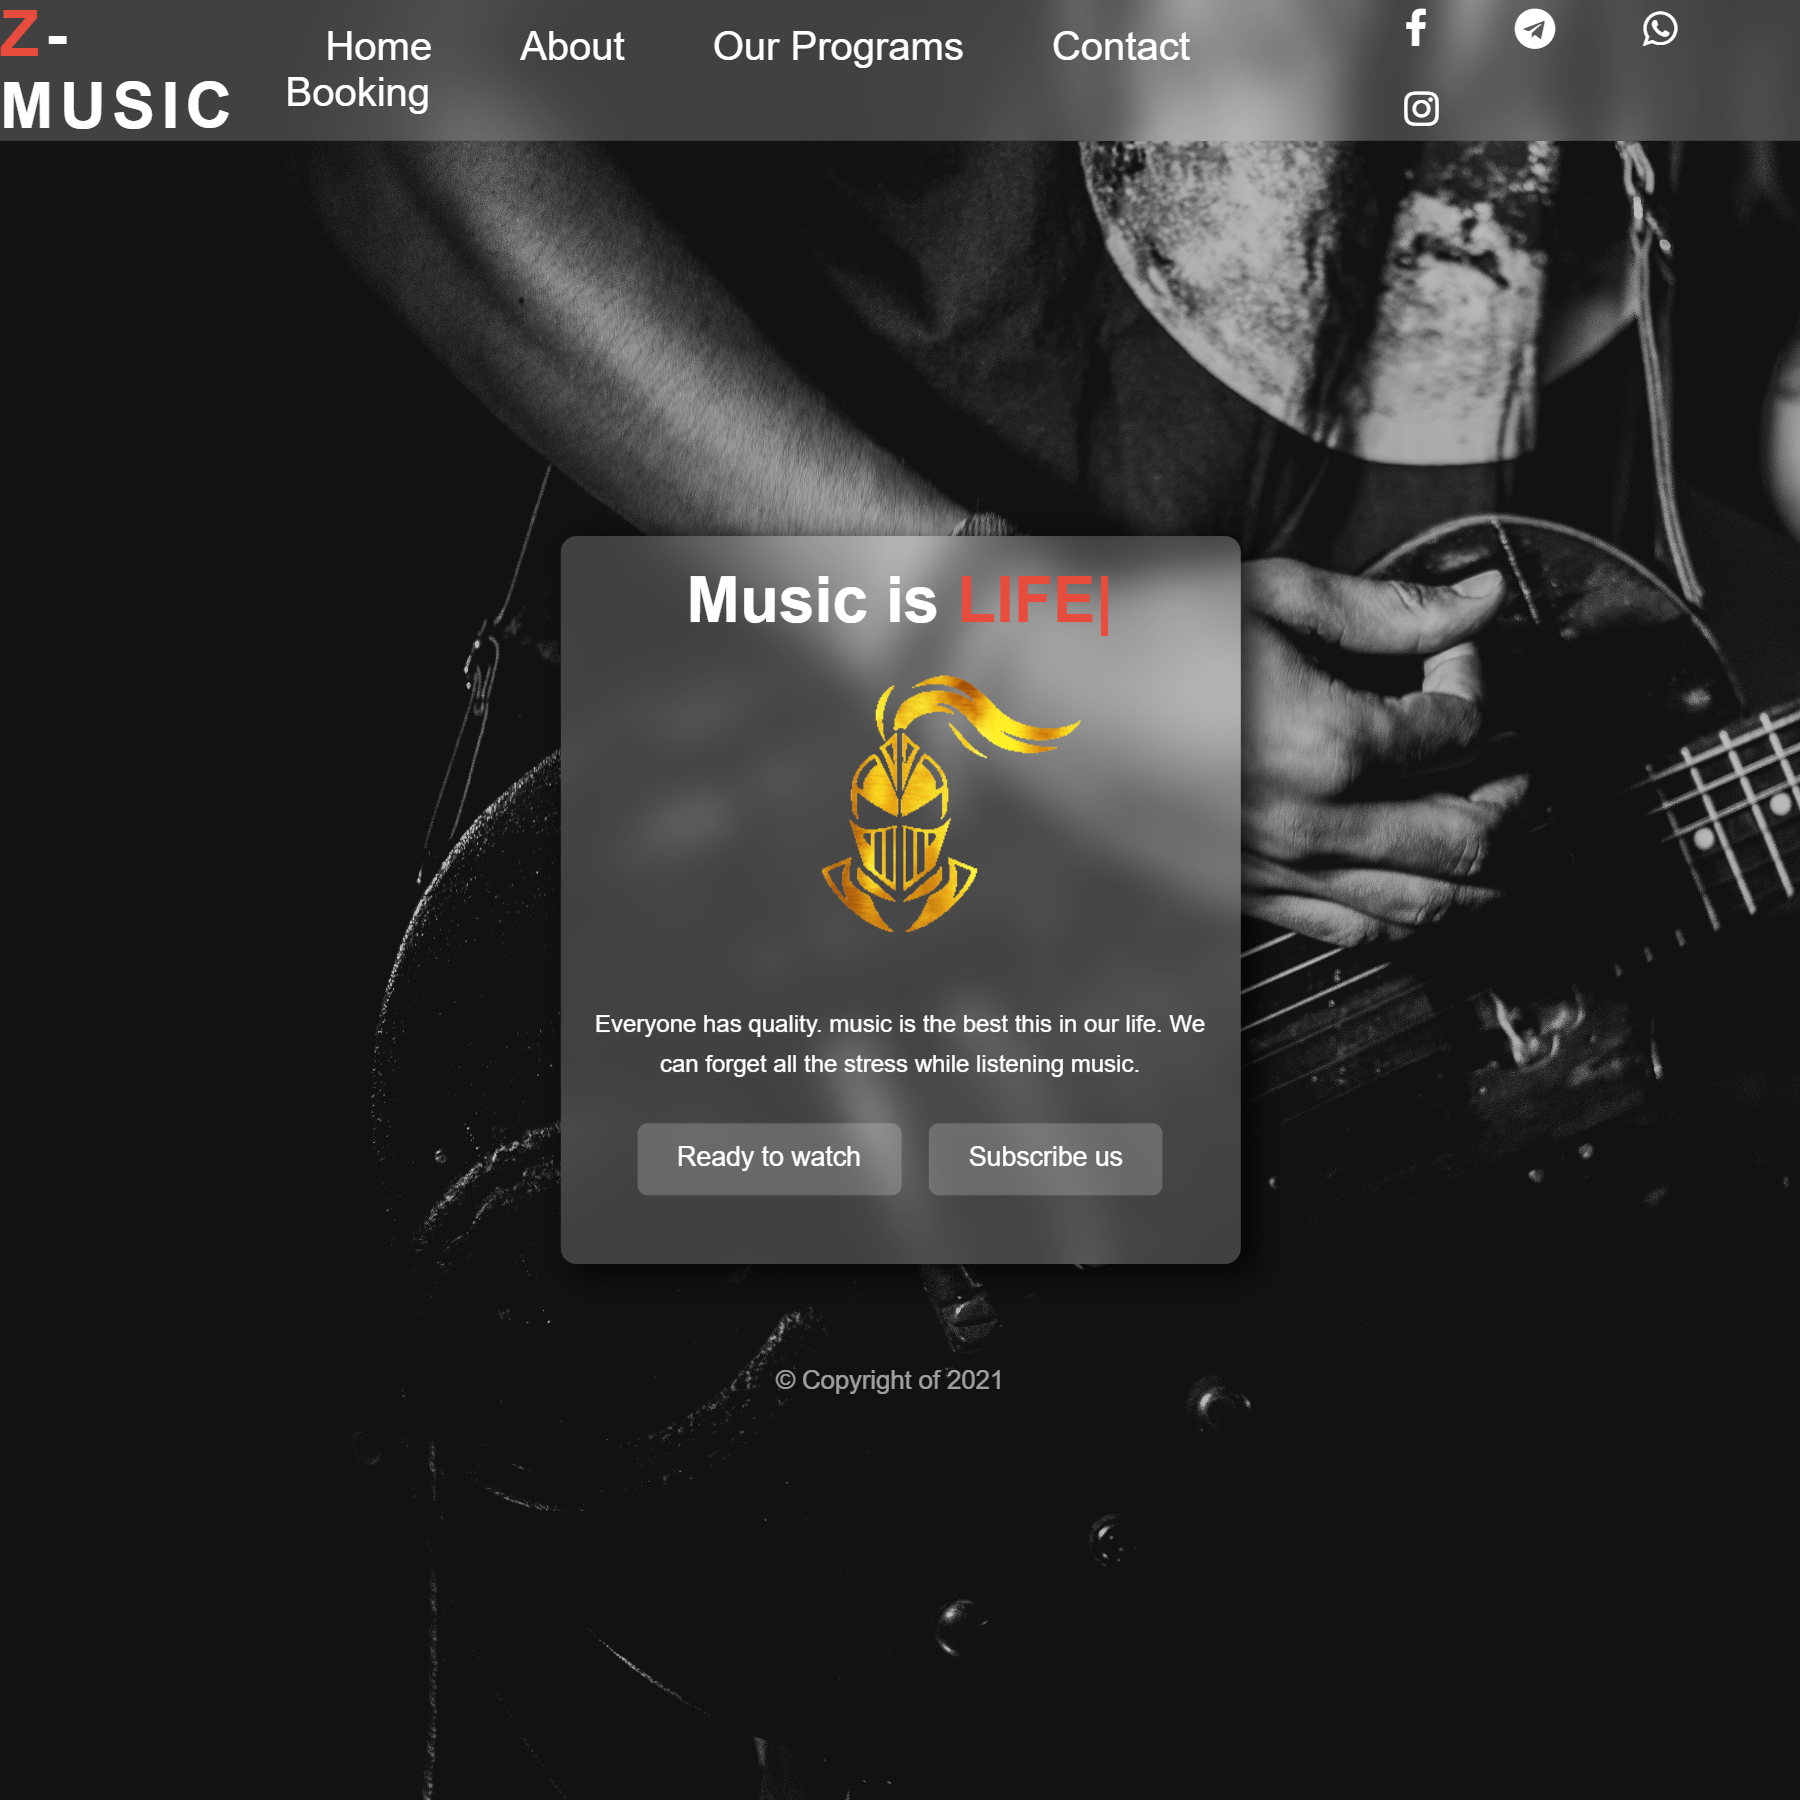 Z-
MUSIC
Home About Our Programs Contact
Booking
Music is LIFE|
Everyone has quality. music is the best this in our life. We
can forget all the stress while listening music.
Ready to watch Subscribe us
© Copyright of 2021